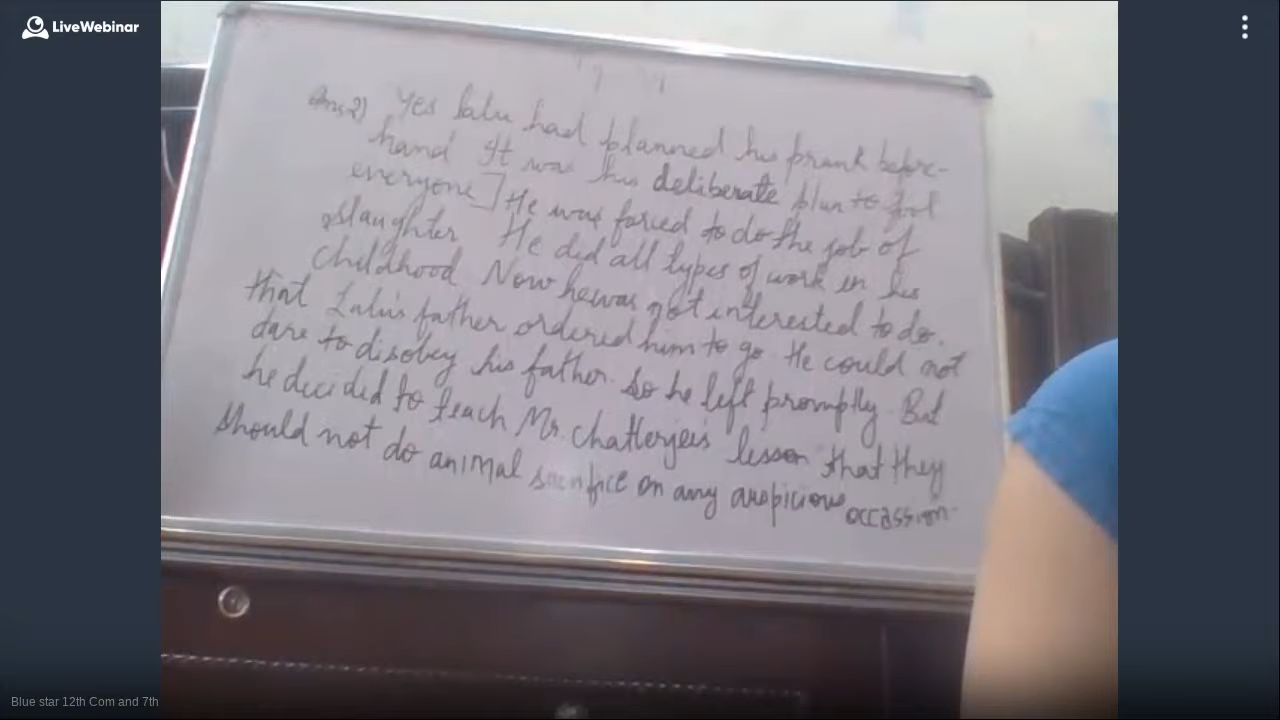 LiveWebinar
Ans2) Yes Lalu had planned his prank before-
hand It was his deliberate plan to fool
everyone] He was forced to do the job of
slaughter He did all types of work in his
childhood. Now he was not interested to do.
that Lalu's father ordered him to go. He could not
dare to disobey his father. So he left promptly. But
he decided to teach Mr. Chatterjee's lesson that they
should not do animal sacrifice on any auspicious occassion.
Blue star 12th Com and 7th